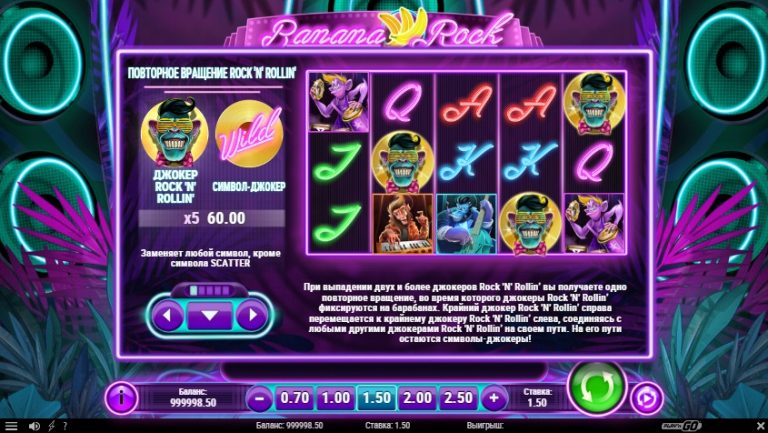 Banana Rock
ПОВТОРНОЕ ВРАЩЕНИЕ ROCK 'N' ROLLIN'
Wild
ДЖОКЕР
ROCK 'N'
ROLLIN'
СИМВОЛ-ДЖОКЕР
x5 60.00
Заменяет любой символ, кроме
символа SCATTER
Q A A
J K K Q
J
При выпадении двух и более джокеров Rock 'N' Rollin' вы получаете одно
повторное вращение, во время которого джокеры Rock 'N' Rollin'
фиксируются на барабанах. Крайний джокер Rock 'N' Rollin' справа
перемещается к крайнему джокеру Rock 'N' Rollin' слева, соединяясь с
любыми другими джокерами Rock 'N' Rollin' на своем пути. На его пути
остаются символы-джокеры!
i
Баланс:
999998.50
− 0.70 1.00 1.50 2.00 2.50 +
Ставка:
1.50
? Баланс: 999998.50 Ставка: 1.50 Выигрыш: PLAY'N GO